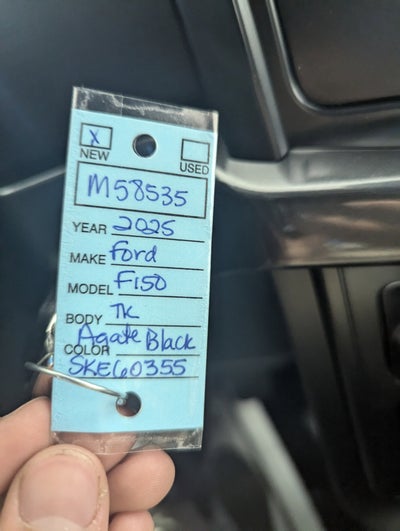 X
NEW USED
M58535
YEAR 2025
MAKE Ford
MODEL F150
BODY TK
COLOR Agate Black
SKE60355